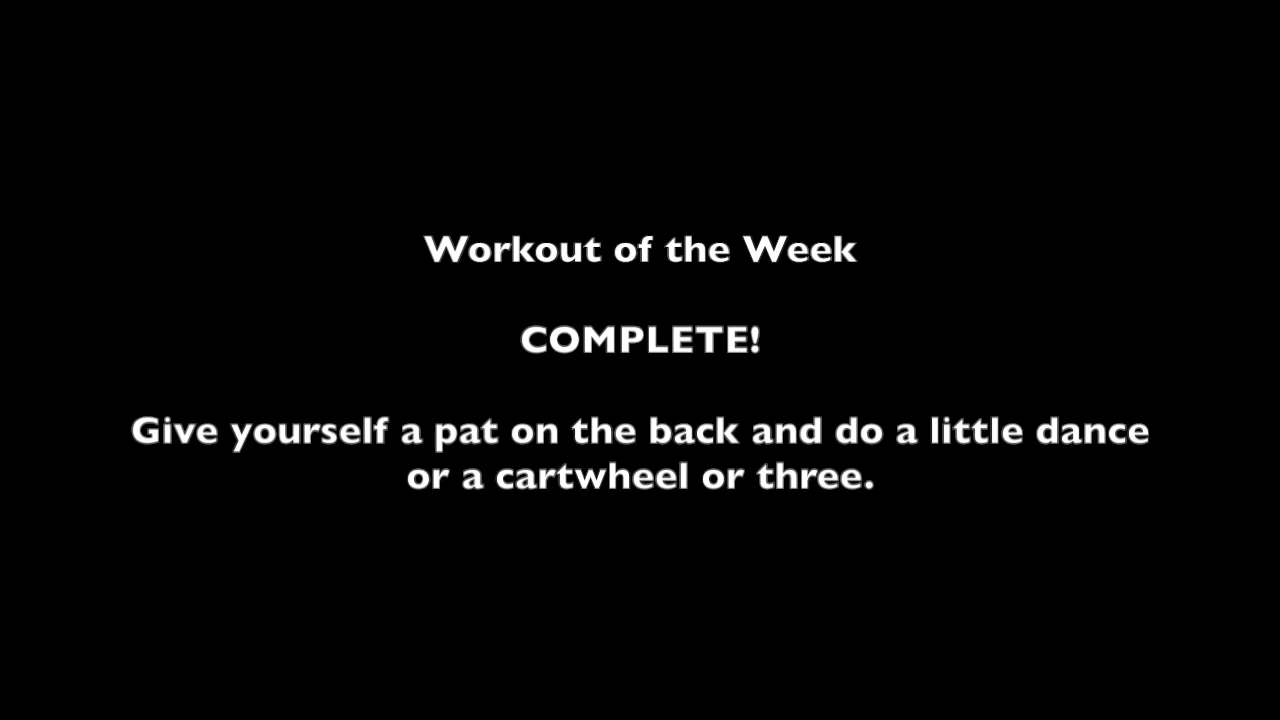 Workout of the Week
COMPLETE!
Give yourself a pat on the back and do a little dance
or a cartwheel or three.